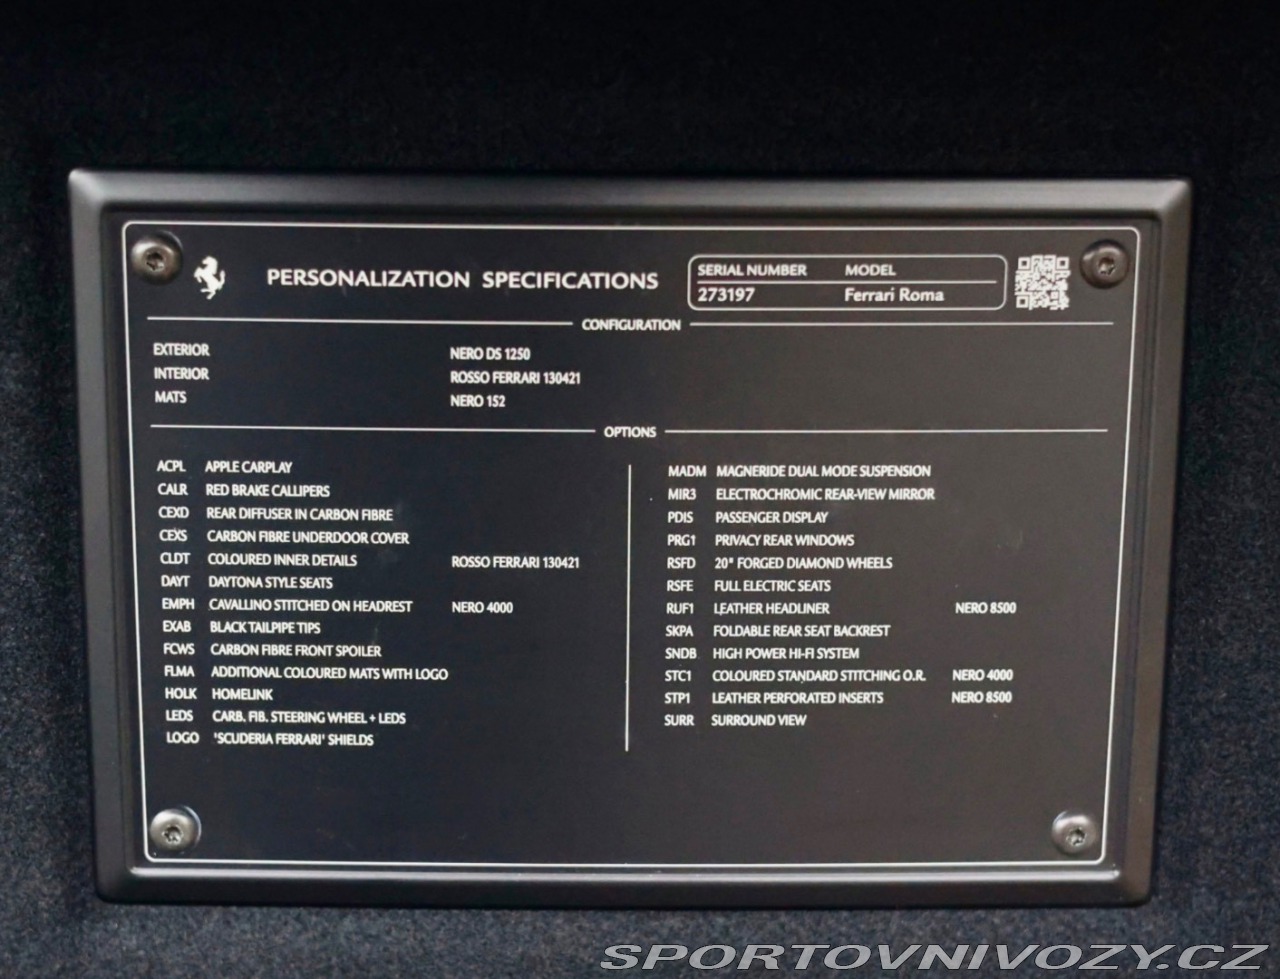 PERSONALIZATION SPECIFICATIONS
SERIAL NUMBER MODEL
273197 Ferrari Roma
CONFIGURATION
EXTERIOR NERO DS 1250
INTERIOR ROSSO FERRARI 130421
MATS NERO 152
OPTIONS
ACPL APPLE CARPLAY
CALR RED BRAKE CALLIPERS
CEXD REAR DIFFUSER IN CARBON FIBRE
CEXS CARBON FIBRE UNDERDOOR COVER
CLDT COLOURED INNER DETAILS ROSSO FERRARI 130421
DAYT DAYTONA STYLE SEATS
EMPH CAVALLINO STITCHED ON HEADREST NERO 4000
EXAB BLACK TAILPIPE TIPS
FCWS CARBON FIBRE FRONT SPOILER
FLMA ADDITIONAL COLOURED MATS WITH LOGO
HOLK HOMELINK
LEDS CARB. FIB. STEERING WHEEL + LEDS
LOGO 'SCUDERIA FERRARI' SHIELDS
MADM MAGNERIDE DUAL MODE SUSPENSION
MIR3 ELECTROCHROMIC REAR-VIEW MIRROR
PDIS PASSENGER DISPLAY
PRG1 PRIVACY REAR WINDOWS
RSFD 20" FORGED DIAMOND WHEELS
RSFE FULL ELECTRIC SEATS
RUF1 LEATHER HEADLINER NERO 8500
SKPA FOLDABLE REAR SEAT BACKREST
SNDB HIGH POWER HI-FI SYSTEM
STC1 COLOURED STANDARD STITCHING O.R. NERO 4000
STP1 LEATHER PERFORATED INSERTS NERO 8500
SURR SURROUND VIEW
SPORTOVNIVOZY.CZ